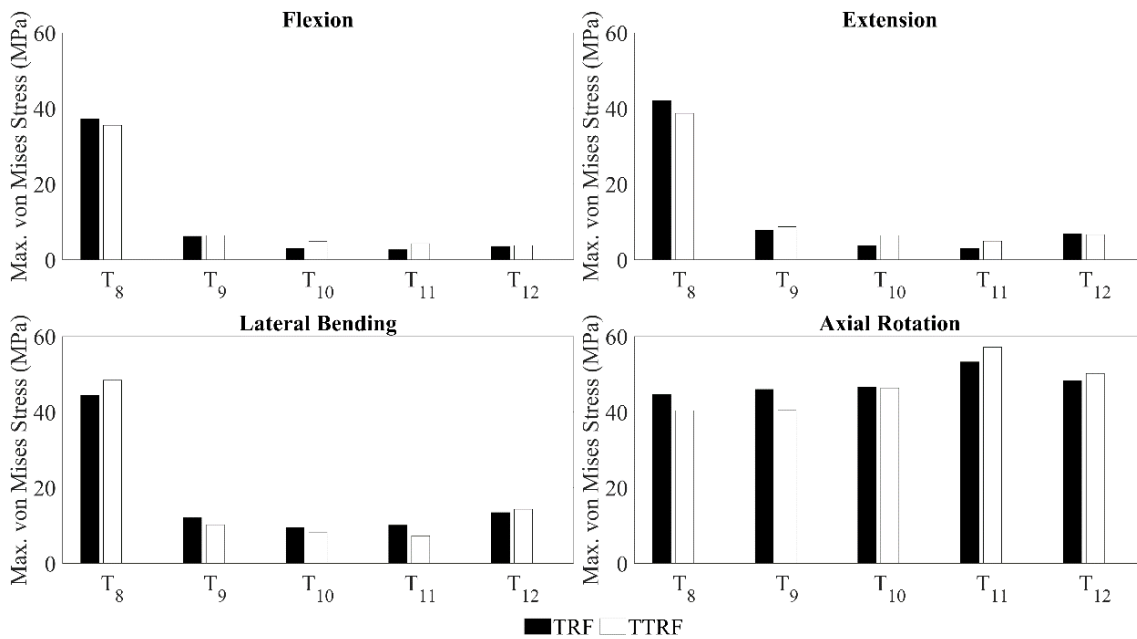 Flexion
Max. von Mises Stress (MPa)
60
40
20
0
T8 T9 T10 T11 T12
Extension
Max. von Mises Stress (MPa)
60
40
20
0
T8 T9 T10 T11 T12
Lateral Bending
Max. von Mises Stress (MPa)
60
40
20
0
T8 T9 T10 T11 T12
Axial Rotation
Max. von Mises Stress (MPa)
60
40
20
0
T8 T9 T10 T11 T12
TRF TTRF